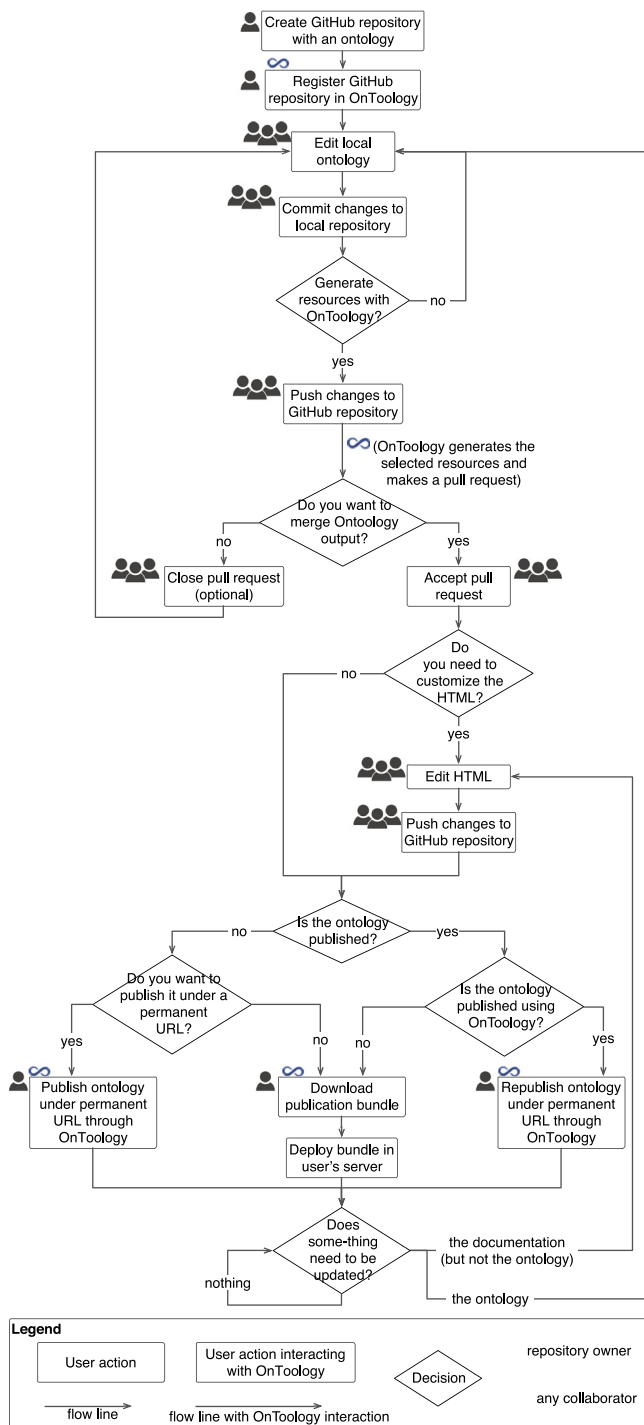 Create GitHub repository
with an ontology
Register GitHub
repository in OnToology
Edit local
ontology
Commit changes to
local repository
Generate
resources with
OnToology?
no
yes
Push changes to
GitHub repository
(OnToology generates the
selected resources and
makes a pull request)
Do you want to
merge Ontoology
output?
no
yes
Close pull request
(optional)
Accept pull
request
Do
you need to
customize the
HTML?
no
yes
Edit HTML
Push changes to
GitHub repository
Is the ontology
published?
no
yes
Do you want to
publish it under a
permanent
URL?
Is the ontology
published using
OnToology?
yes
no
no
yes
Publish ontology
under permanent
URL through
OnToology
Download
publication bundle
Republish ontology
under permanent
URL through
OnToology
Deploy bundle in
user's server
Does
some-thing
need to be
updated?
nothing
the documentation
(but not the ontology)
the ontology
Legend
User action
User action interacting
with OnToology
Decision
repository owner
any collaborator
flow line
flow line with OnToology interaction